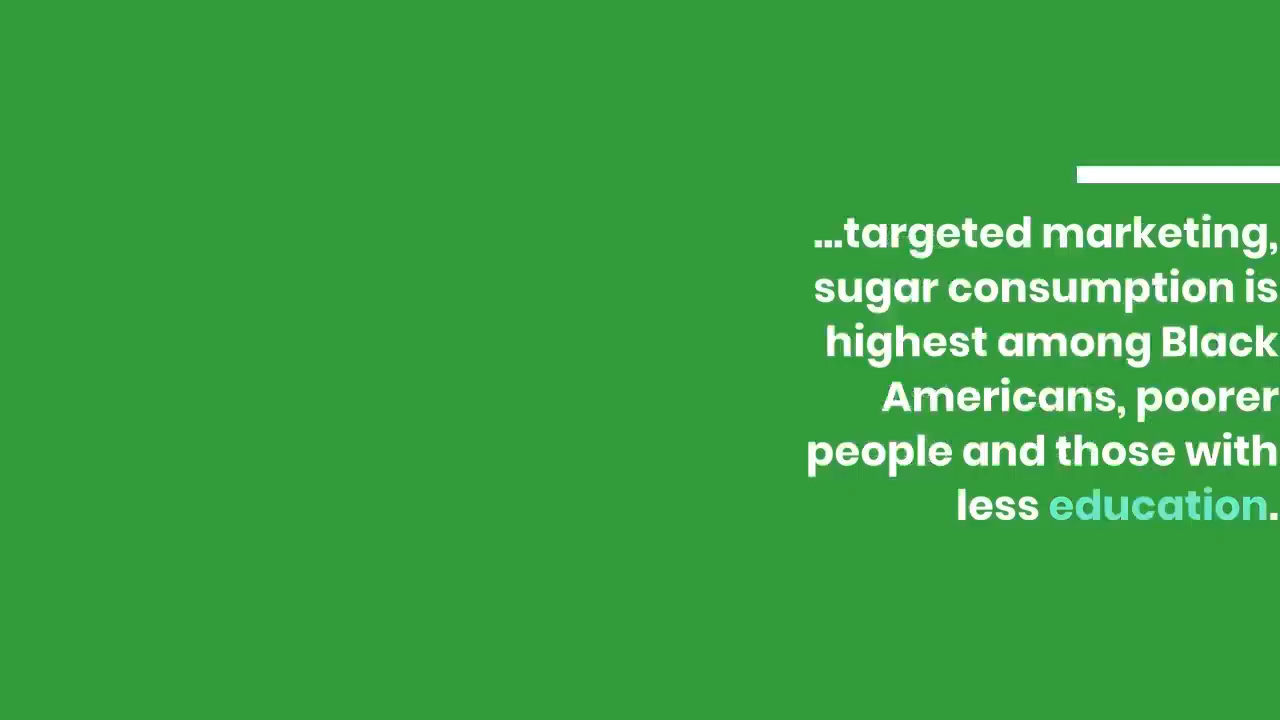 ...targeted marketing,
sugar consumption is
highest among Black
Americans, poorer
people and those with
less education.